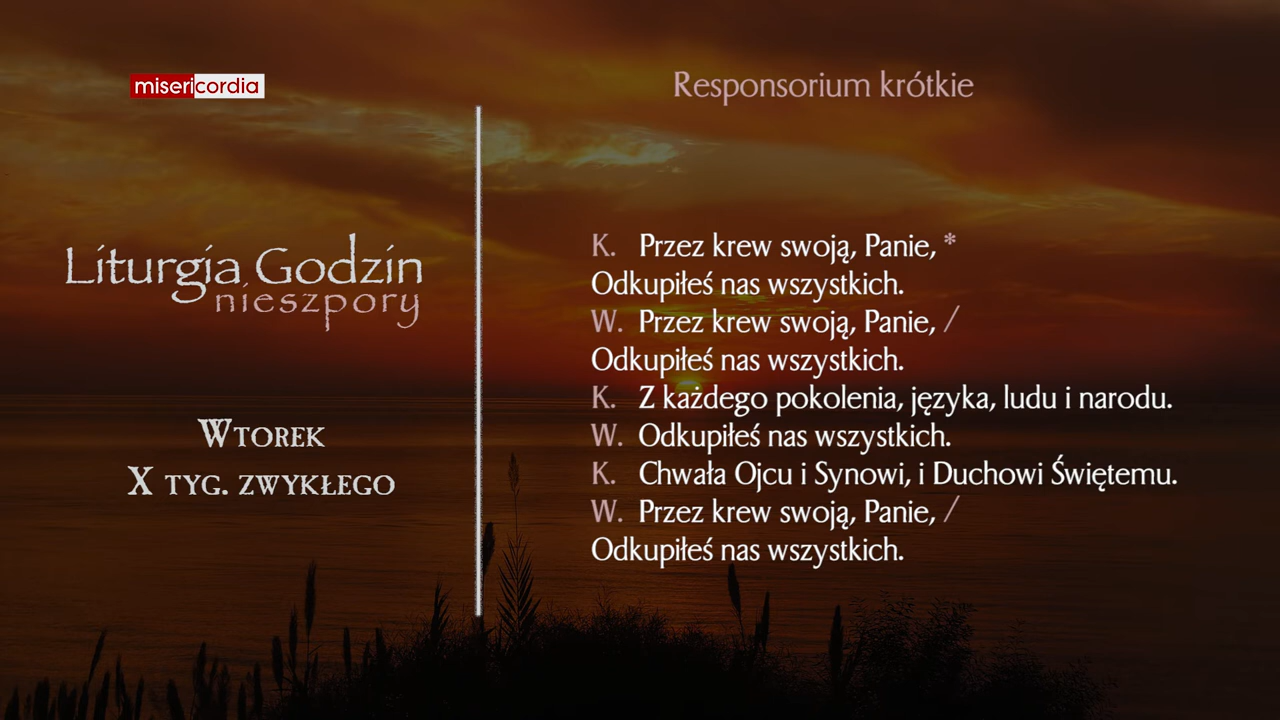 misericordia
Liturgia Godzin
nieszpory
Wtorek
X tyg. zwykłego
Responsorium krótkie
K. Przez krew swoją, Panie, *
Odkupiłeś nas wszystkich.
W. Przez krew swoją, Panie, /
Odkupiłeś nas wszystkich.
K. Z każdego pokolenia, języka, ludu i narodu.
W. Odkupiłeś nas wszystkich.
K. Chwała Ojcu i Synowi, i Duchowi Świętemu.
W. Przez krew swoją, Panie, /
Odkupiłeś nas wszystkich.